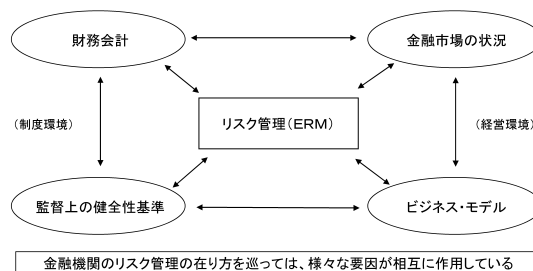 財務会計
金融市場の状況
(制度環境)
リスク管理(ERM)
(経営環境)
監督上の健全性基準
ビジネス・モデル
金融機関のリスク管理の在り方を巡っては、様々な要因が相互に作用している